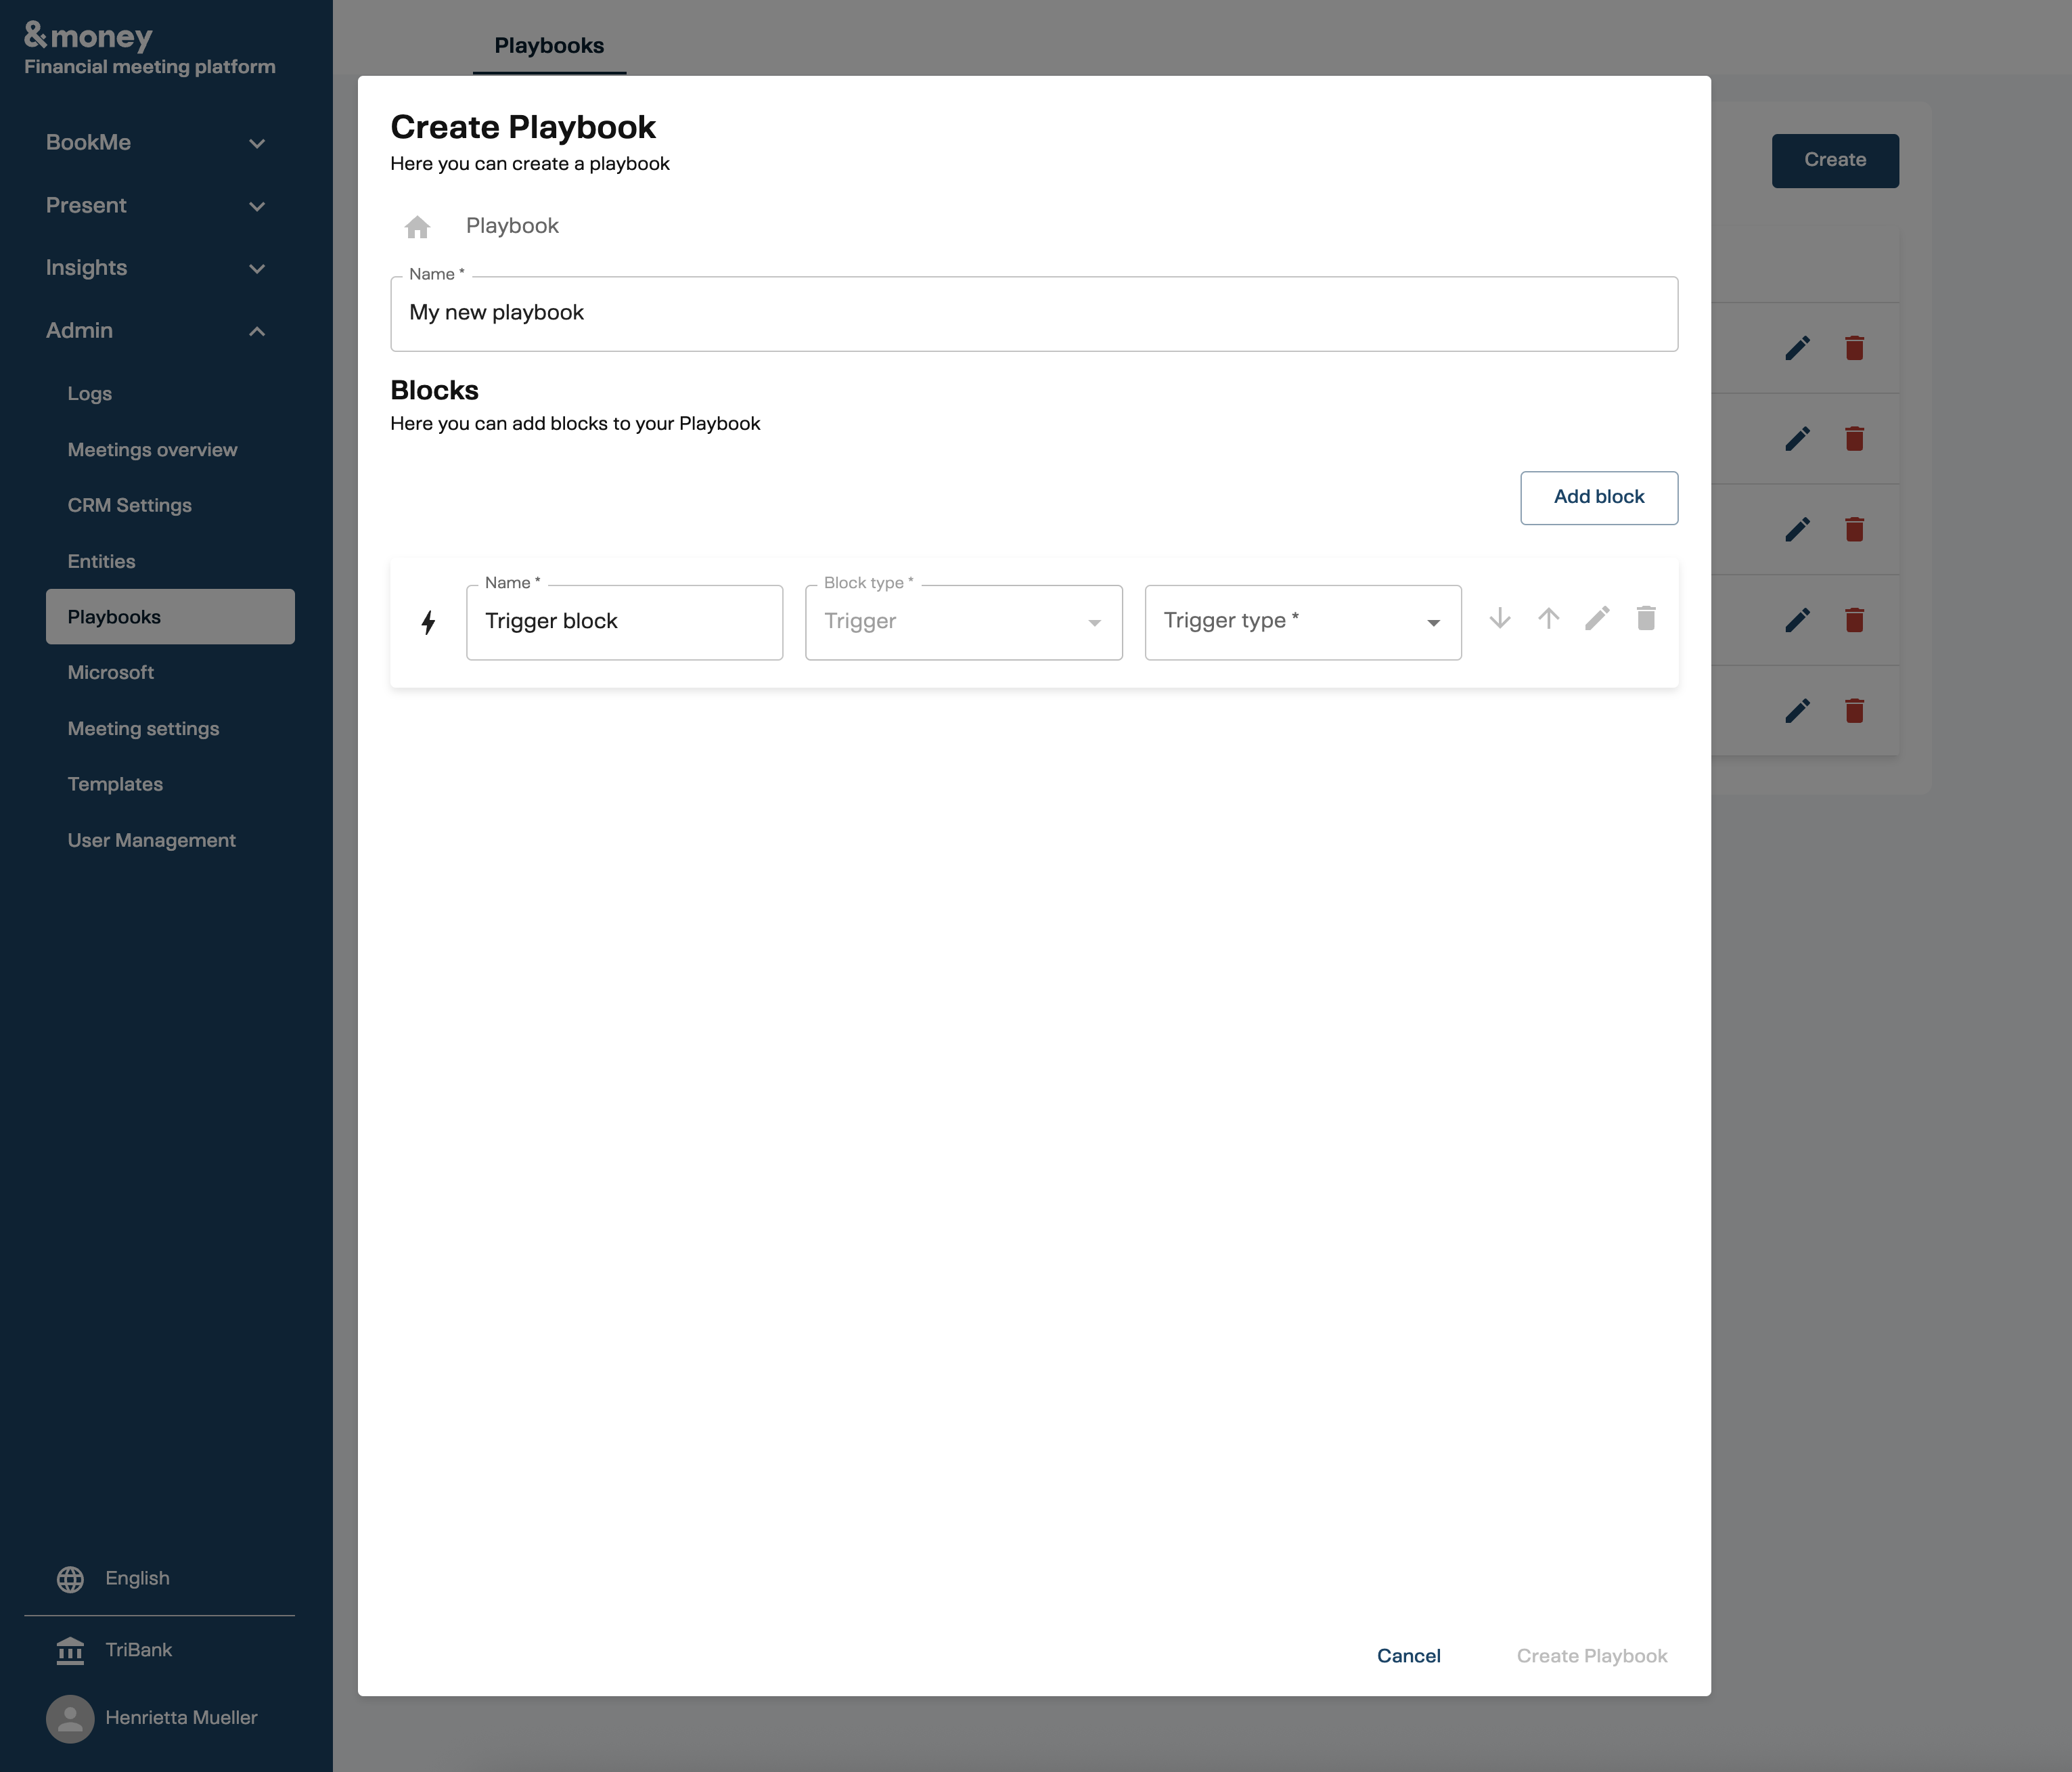 &money
Financial meeting platform
BookMe
Present
Insights
Admin
Logs
Meetings overview
CRM Settings
Entities
Playbooks
Microsoft
Meeting settings
Templates
User Management
English
TriBank
Henrietta Mueller
Playbooks
Create
Create Playbook
Here you can create a playbook
Playbook
Name *
My new playbook
Blocks
Here you can add blocks to your Playbook
Add block
Name *
Trigger block
Block type *
Trigger
Trigger type *
Cancel
Create Playbook